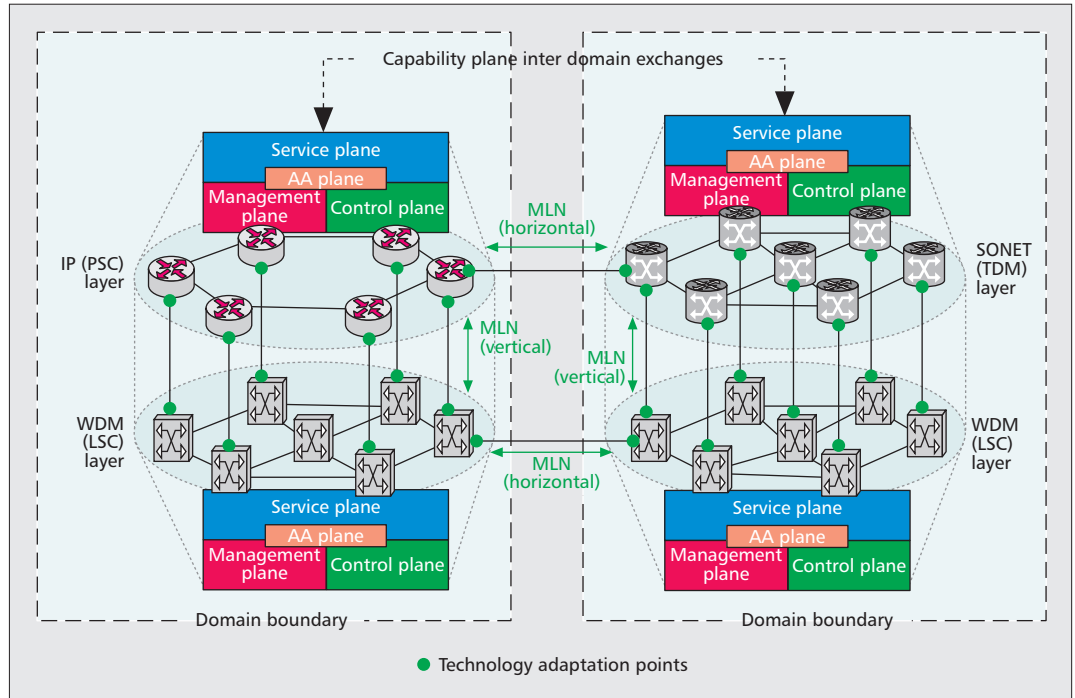 Capability plane inter domain exchanges
Service plane
AA plane
Management
plane
Control plane
Service plane
AA plane
Management
plane
Control plane
MLN
(horizontal)
IP (PSC)
layer
SONET
(TDM)
layer
MLN
(vertical)
MLN
(vertical)
WDM
(LSC)
layer
WDM
(LSC)
layer
MLN
(horizontal)
Service plane
AA plane
Management
plane
Control plane
Service plane
AA plane
Management
plane
Control plane
Domain boundary
Domain boundary
Technology adaptation points